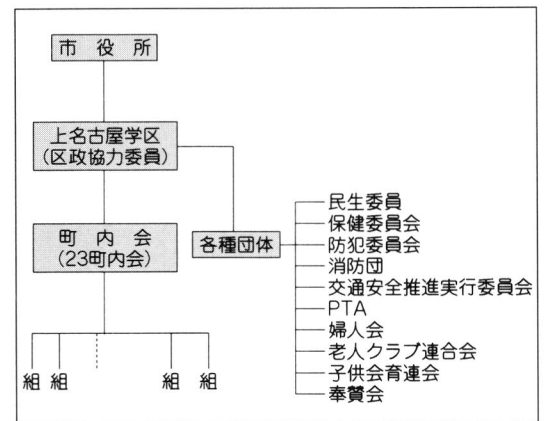 市役所
上名古屋学区
(区政協力委員)
町内会
(23町内会)
各種団体
民生委員
保健委員会
防犯委員会
消防団
交通安全推進実行委員会
PTA
婦人会
老人クラブ連合会
子供会育連会
奉賛会
組 組 組 組